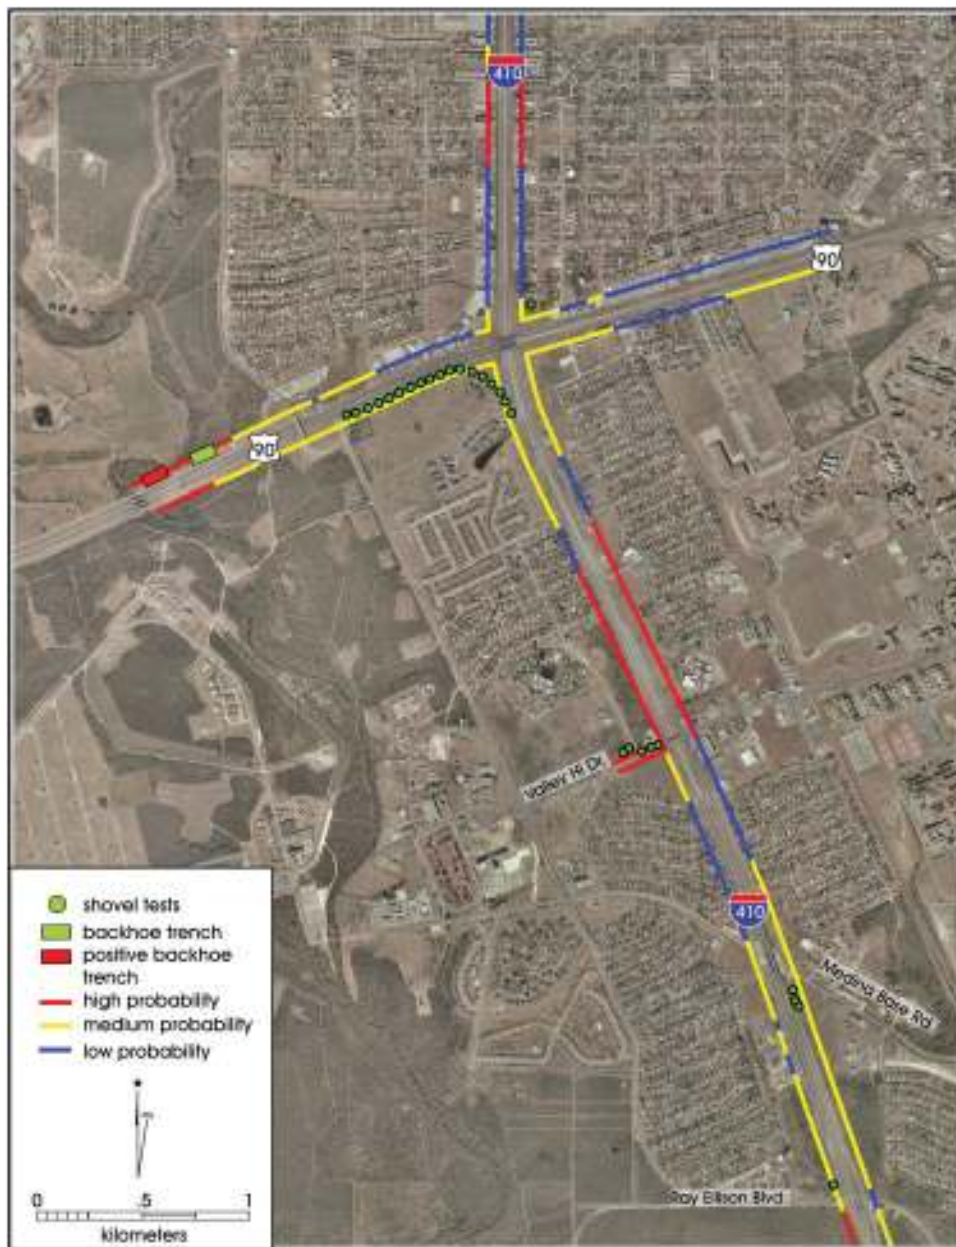 410
90
90
Valley Hi Dr.
410
Medina Base Rd
Ray Ellison Blvd
shovel tests
backhoe trench
positive backhoe
trench
high probability
medium probability
low probability
0 .5 1
kilometers